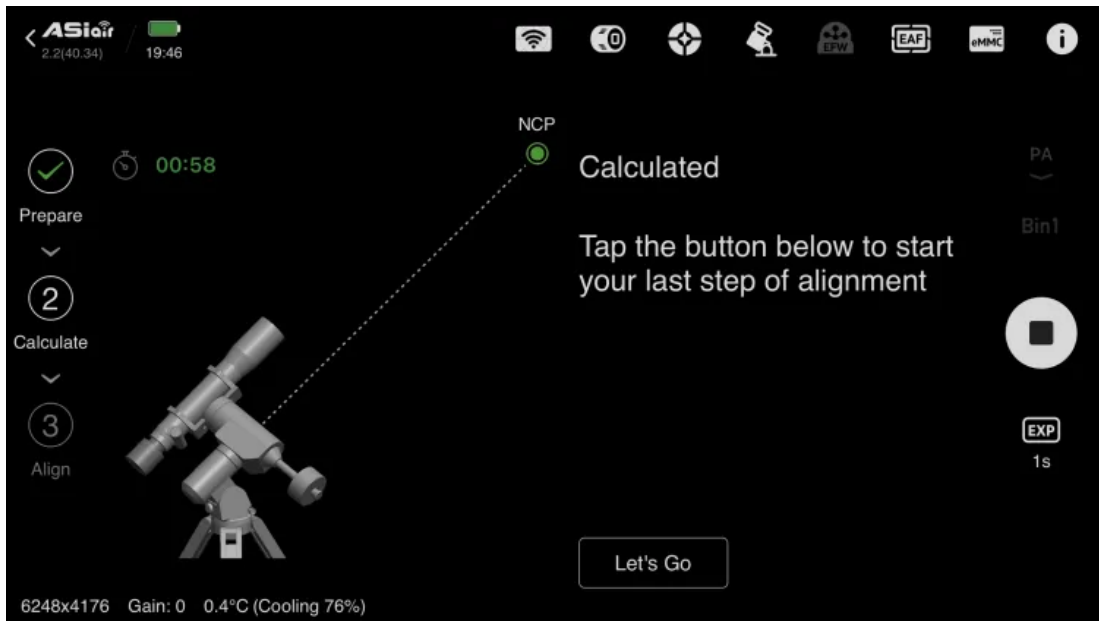 ASiair
2.2(40.34)
19:46
EFW
EAF
eMMC
NCP
00:58
Prepare
2
Calculate
3
Align
Calculated
Tap the button below to start
your last step of alignment
Let's Go
PA
Bin1
EXP
1s
6248x4176 Gain: 0 0.4°C (Cooling 76%)